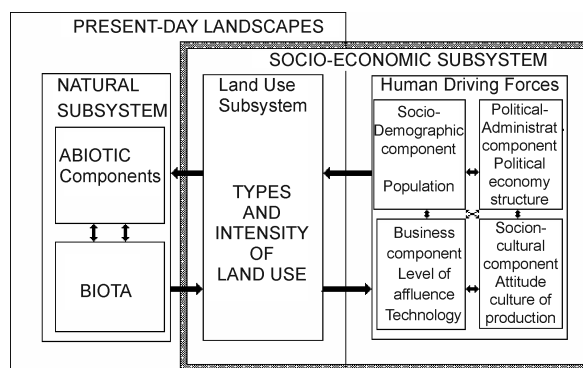 PRESENT-DAY LANDSCAPES
SOCIO-ECONOMIC SUBSYSTEM
NATURAL
SUBSYSTEM
ABIOTIC
Components
BIOTA
Land Use
Subsystem
TYPES
AND
INTENSITY
OF
LAND USE
Human Driving Forces
Socio-
Demographic
component
Population
Political-
Administrat
component
Political
economy
structure
Business
component
Level of
affluence
Technology
Socion-
cultural
component
Attitude
culture of
production